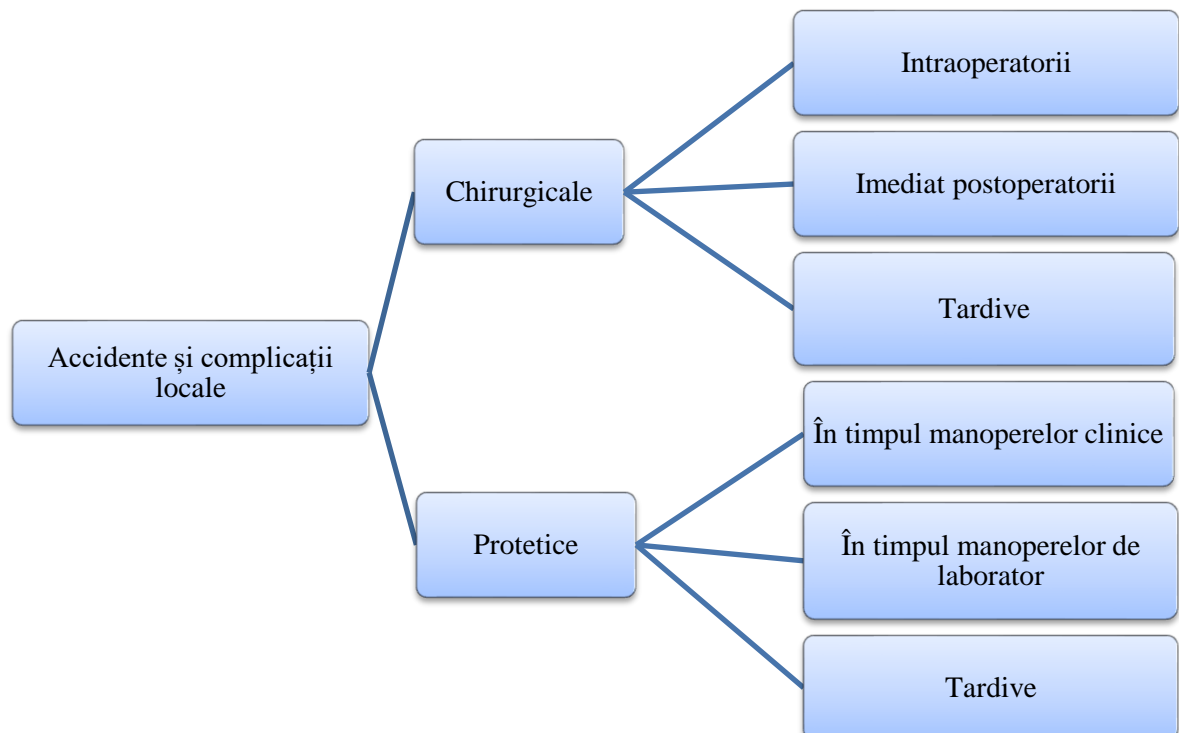 Accidente și complicații
locale
Chirurgicale
Intraoperatorii
Imediat postoperatorii
Tardive
Protetice
În timpul manoperelor clinice
În timpul manoperelor de
laborator
Tardive